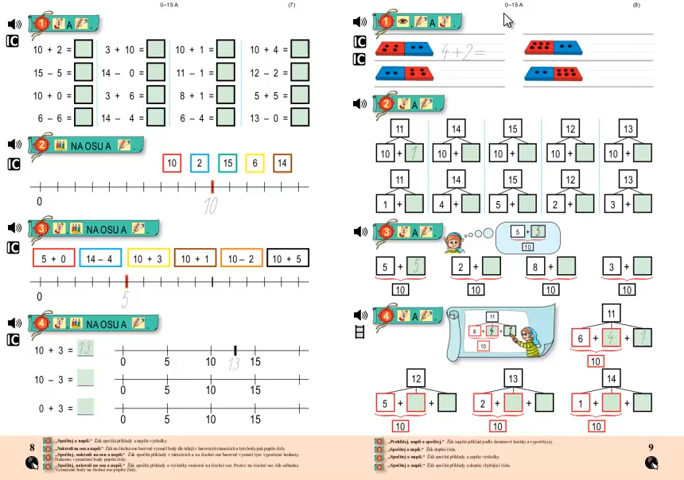 0–15 A
(7)
1 A
10 + 2 =
3 + 10 =
10 + 1 =
10 + 4 =
15 – 5 =
14 – 0 =
11 – 1 =
12 – 2 =
10 + 0 =
3 + 6 =
8 + 1 =
5 + 5 =
6 – 6 =
14 – 4 =
6 – 4 =
13 – 0 =
2 NA OSU A
10 2 15 6 14
0
10
3 NA OSU A
5 + 0 14 – 4 10 + 3 10 + 1 10 – 2 10 + 5
0
5
4 NA OSU A
10 + 3 = 13
0 5 10 15
13
10 – 3 =
0 5 10 15
0 + 3 =
0 5 10 15
8
0–15 A
(8)
1 A
4+2=
2 A
11 14 15 12 13
10 + 1 10 + 10 + 10 + 10 +
11 14 15 12 13
1 + 4 + 5 + 2 + 3 +
3 A
5 + 5
10
5 + 5 2 + 8 + 3 +
10 10 10 10
4 A
11
6 + 4 + 1
10
11
6 + 4 + 1
10
12 13 14
5 + + 2 + + 1 + +
10 10 10
9